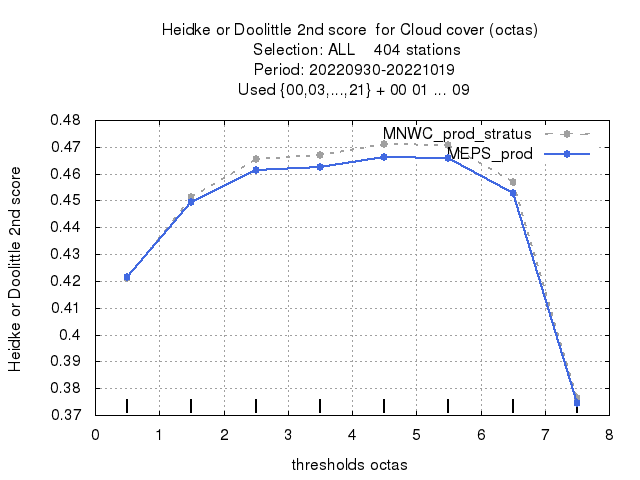 Heidke or Doolittle 2nd score  for Cloud cover (octas)
Selection: ALL    404 stations
Period: 20220930-20221019
Used {00,03,...,21} + 00 01 ... 09
MNWC_prod_stratus
MEPS_prod
Heidke or Doolittle 2nd score
0.48
0.47
0.46
0.45
0.44
0.43
0.42
0.41
0.4
0.39
0.38
0.37
0 1 2 3 4 5 6 7 8
thresholds octas